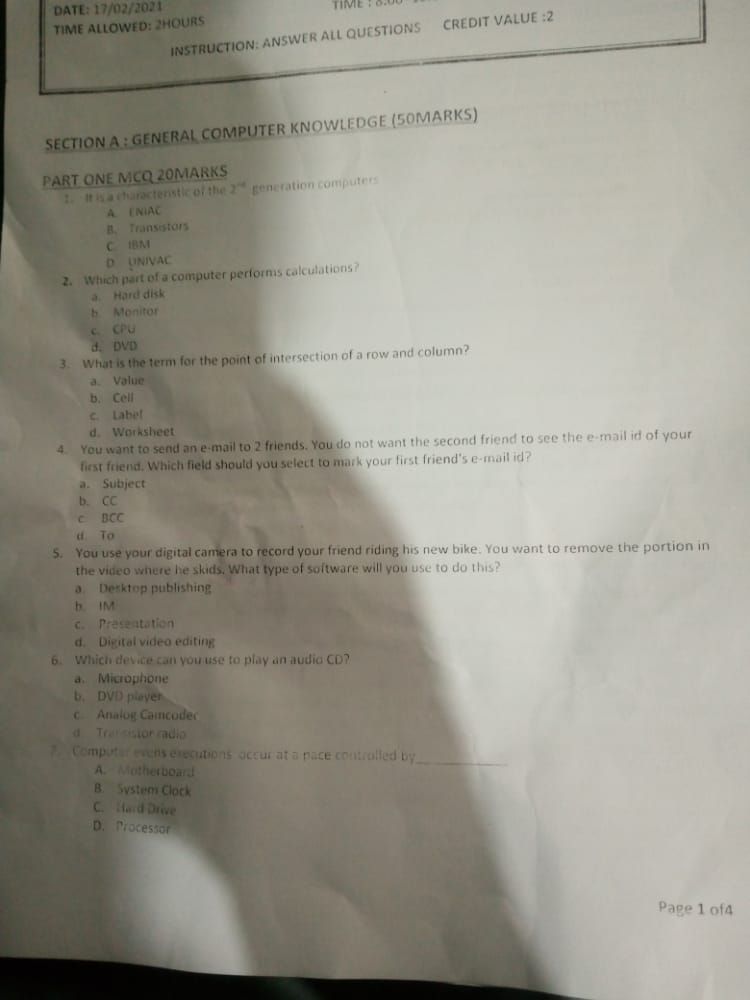 DATE: 17/02/2021
TIME : 8:00
TIME ALLOWED: 2HOURS
INSTRUCTION: ANSWER ALL QUESTIONS CREDIT VALUE :2
SECTION A : GENERAL COMPUTER KNOWLEDGE (50MARKS)
PART ONE MCQ 20MARKS
1. It is a characteristic of the 2nd generation computers
A. ENIAC
B. Transistors
C. IBM
D. UNIVAC
2. Which part of a computer performs calculations?
a. Hard disk
b. Monitor
c. CPU
d. DVD
3. What is the term for the point of intersection of a row and column?
a. Value
b. Cell
c. Label
d. Worksheet
4. You want to send an e-mail to 2 friends. You do not want the second friend to see the e-mail id of your
first friend. Which field should you select to mark your first friend's e-mail id?
a. Subject
b. CC
c. BCC
d. To
5. You use your digital camera to record your friend riding his new bike. You want to remove the portion in
the video where he skids. What type of software will you use to do this?
a. Desktop publishing
b. IM
c. Presentation
d. Digital video editing
6. Which device can you use to play an audio CD?
a. Microphone
b. DVD player
c. Analog Camcoder
d. Transistor radio
7. Computer evens executions occur at a pace controlled by____________
A. Motherboard
B. System Clock
C. Hard Drive
D. Processor
Page 1 of4